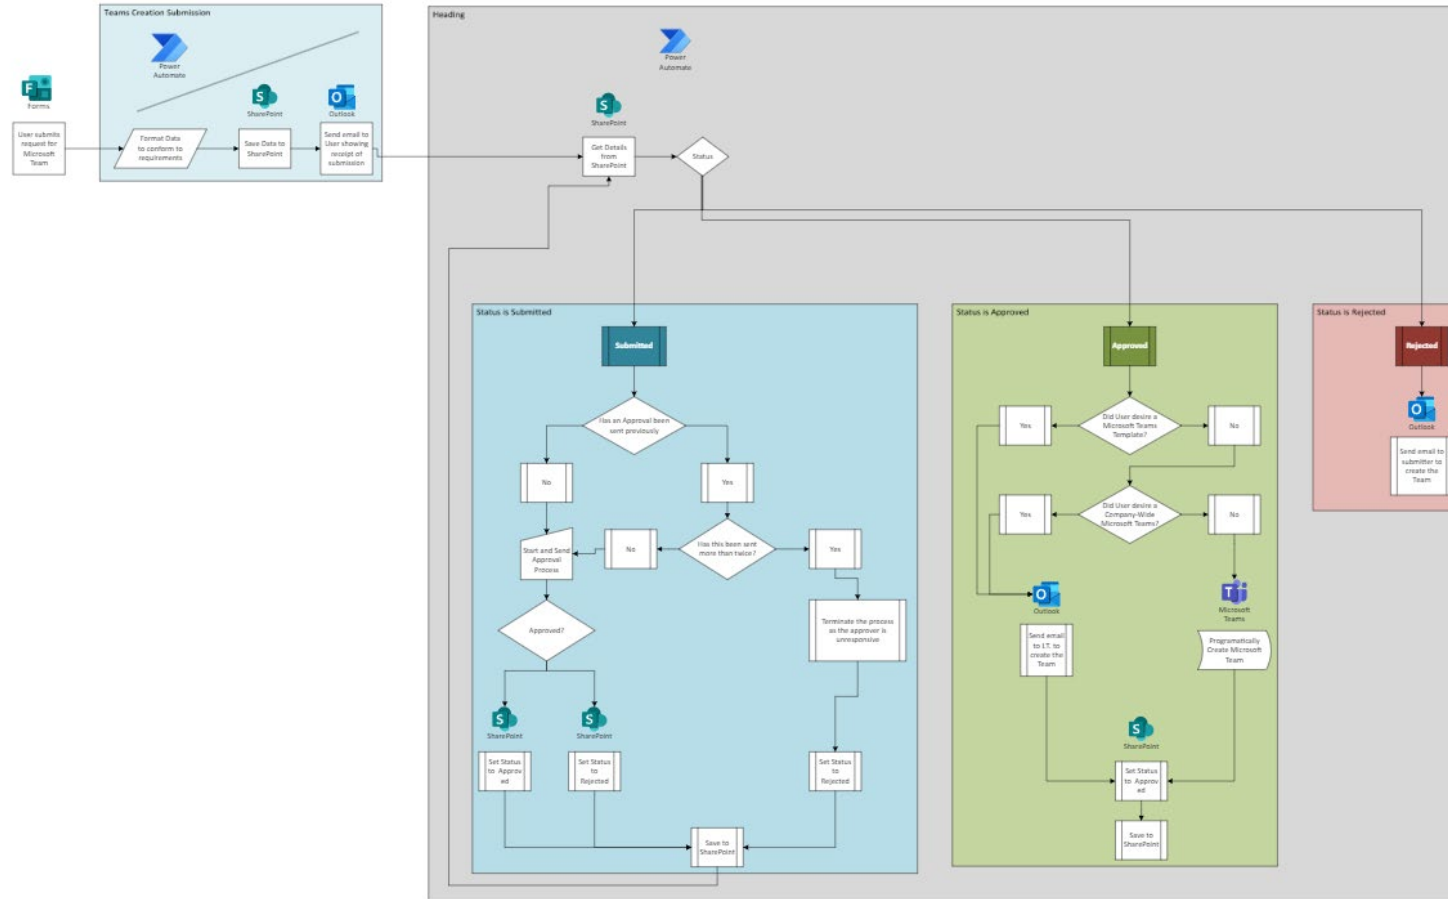 Teams Creation Submission
Heading
Power
Automate
Power
Automate
Forms
SharePoint
Outlook
SharePoint
User submits
request for
Microsoft
Team
Format Data
to conform to
requirements
Save Data to
SharePoint
Send email to
User showing
receipt of
submission
Get Details
from
SharePoint
Status
Status is Submitted
Submitted
Has an Approval been
sent previously
No
Yes
Start and Send
Approval
Process
No
Has this been sent
more than twice?
Yes
Approved?
Terminate the process
as the approver is
unresponsive
SharePoint
SharePoint
Set Status
to Approv
ed
Set Status
to
Rejected
Set Status
to
Rejected
Save to
SharePoint
Status is Approved
Approved
Yes
Did User desire a
Microsoft Teams
Template?
No
Yes
Did User desire a
Company-Wide
Microsoft Teams?
No
Outlook
Microsoft
Teams
Send email
to I.T. to
create the
Team
Programatically
Create Microsoft
Team
SharePoint
Set Status
to Approv
ed
Save to
SharePoint
Status is Rejected
Rejected
Outlook
Send email to
submitter to
create the
Team